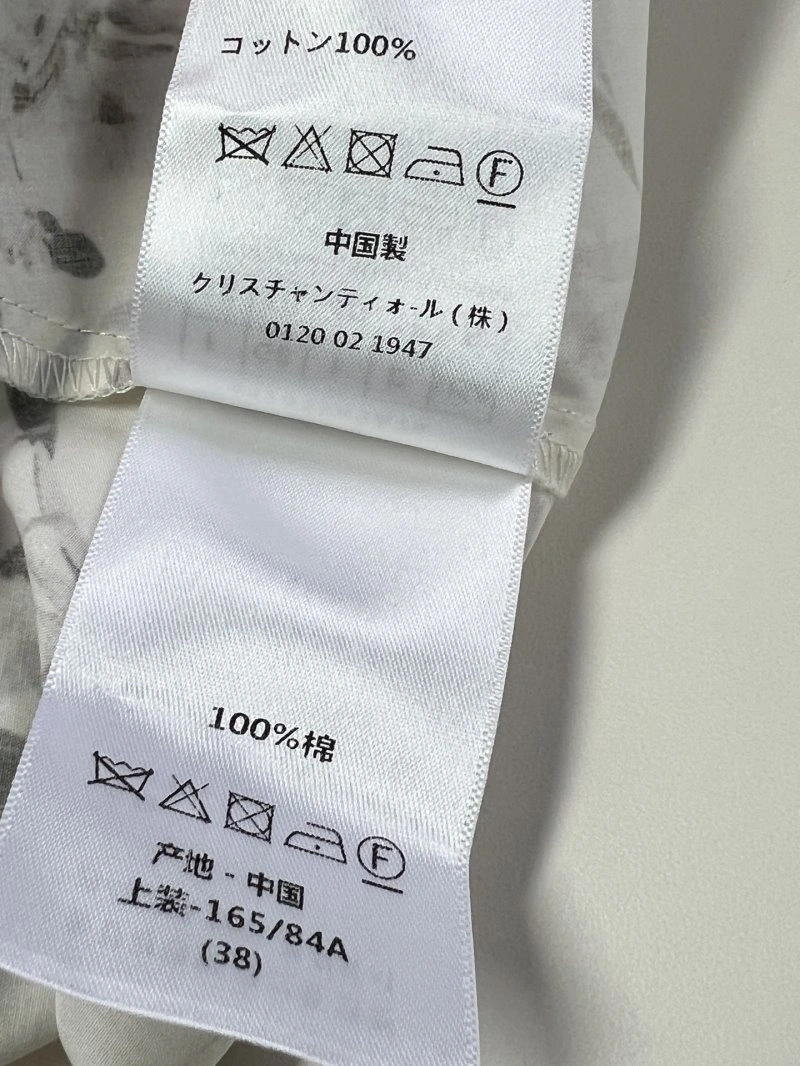 コットン100%
F
中国製
クリスチャンディオール(株)
0120 02 1947
100%棉
F
产地 - 中国
上装-165/84A
(38)